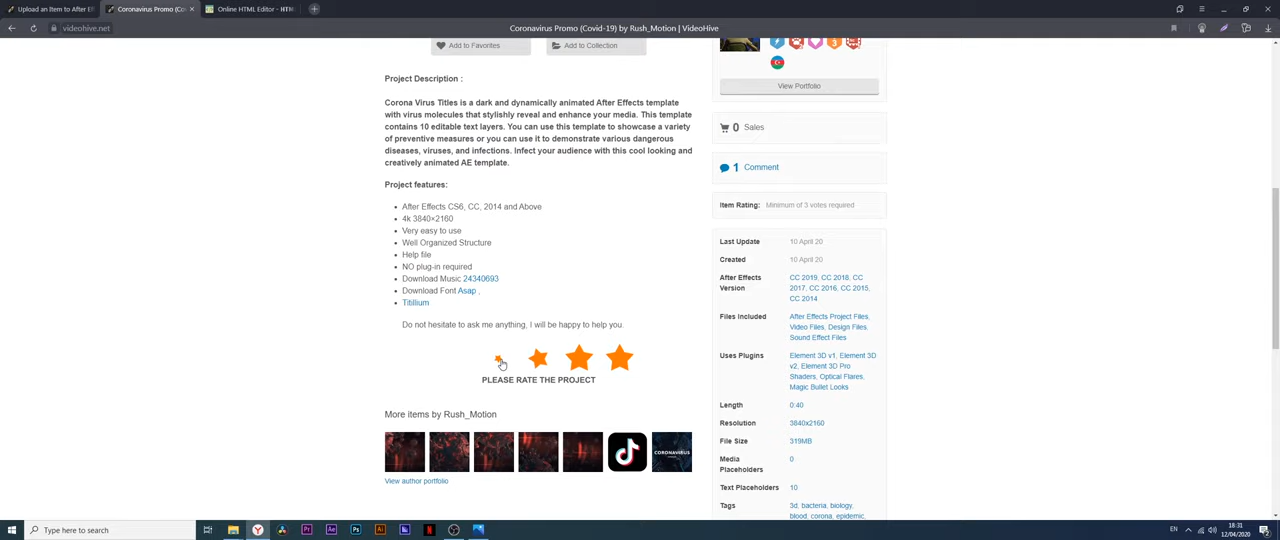 Upload an Item to After Ef
Coronavirus Promo (Covid-19
Online HTML Editor - HTM
videohive.net
Coronavirus Promo (Covid-19) by Rush_Motion | VideoHive
Add to Favorites
Add to Collection
Project Description :
Corona Virus Titles is a dark and dynamically animated After Effects template
with virus molecules that stylishly reveal and enhance your media. This template
contains 10 editable text layers. You can use this template to showcase a variety
of preventive measures or you can use it to demonstrate various dangerous
diseases, viruses, and infections. Infect your audience with this cool looking and
creatively animated AE template.
Project features:
After Effects CS6, CC, 2014 and Above
4k 3840×2160
Very easy to use
Well Organized Structure
Help file
NO plug-in required
Download Music 24340693
Download Font Asap ,
Titillium
Do not hesitate to ask me anything, I will be happy to help you.
PLEASE RATE THE PROJECT
More items by Rush_Motion
CORONAVIRUS
View author portfolio
3
View Portfolio
0 Sales
1 Comment
Item Rating: Minimum of 3 votes required
Last Update 10 April 20
Created 10 April 20
After Effects Version CC 2019, CC 2018, CC
2017, CC 2016, CC 2015,
CC 2014
Files Included After Effects Project Files,
Video Files, Design Files,
Sound Effect Files
Uses Plugins Element 3D v1, Element 3D
v2, Element 3D Pro
Shaders, Optical Flares,
Magic Bullet Looks
Length 0:40
Resolution 3840x2160
File Size 319MB
Media Placeholders 0
Text Placeholders 10
Tags 3d, bacteria, biology,
blood, corona, epidemic,
Type here to search
Pr
Ae
Ps
Ai
N
EN
18:31
12/04/2020
2